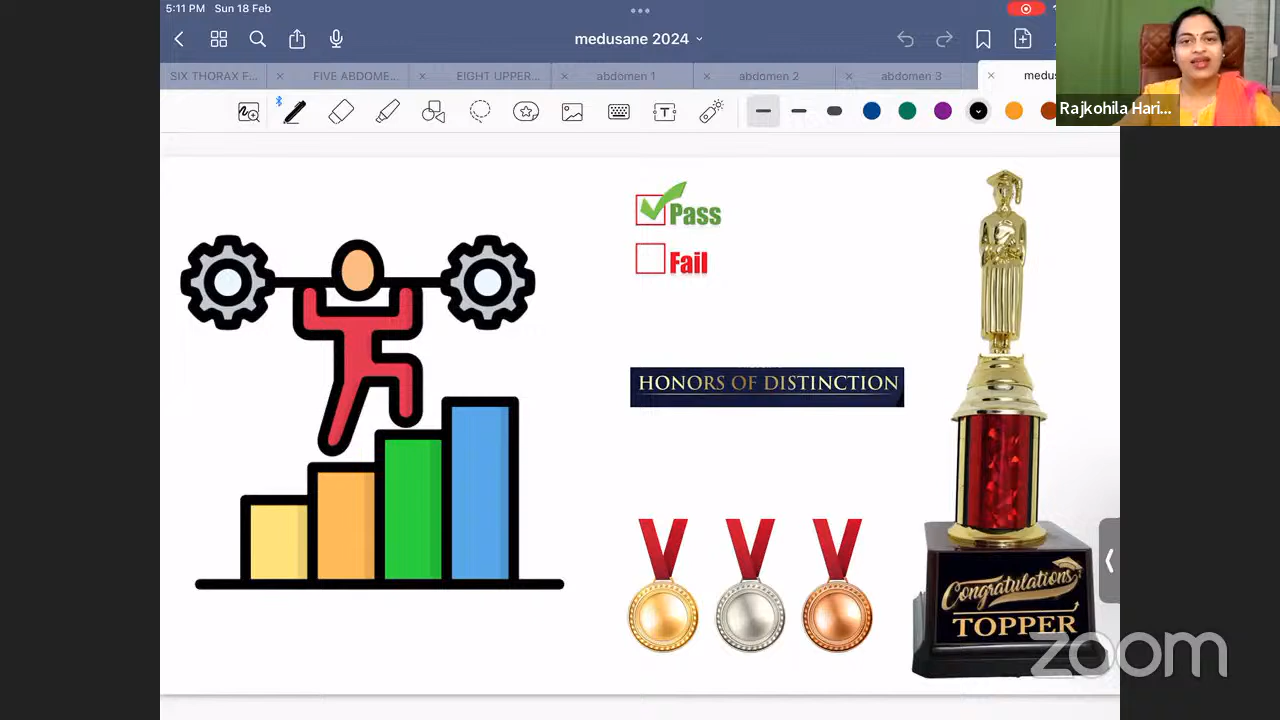 5:11 PM Sun 18 Feb
medusane 2024
SIX THORAX F...
FIVE ABDOME...
EIGHT UPPER...
abdomen 1
abdomen 2
abdomen 3
medus
Rajkohila Hari...
Pass
Fail
HONORS OF DISTINCTION
Congratulations
TOPPER
zoom